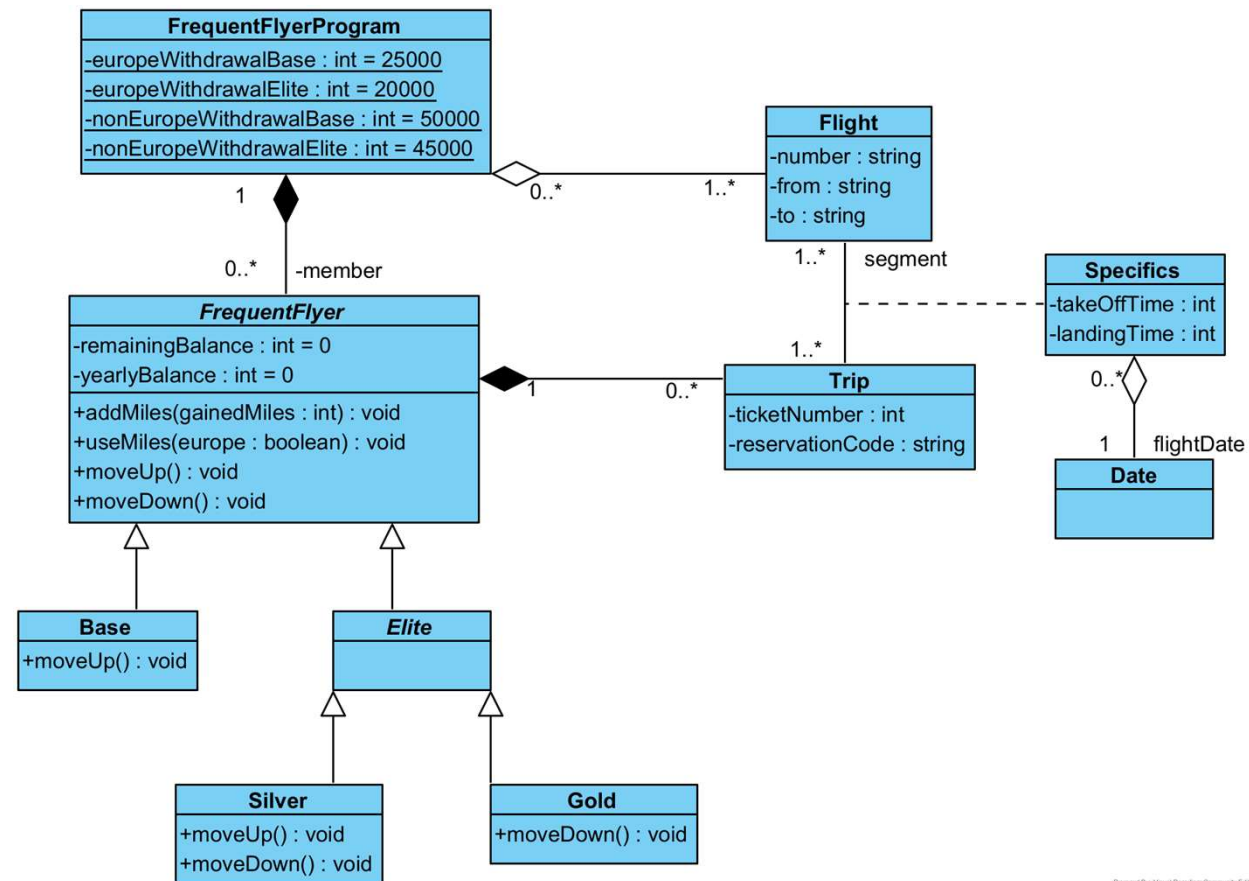 FrequentFlyerProgram
-europeWithdrawalBase : int = 25000
-europeWithdrawalElite : int = 20000
-nonEuropeWithdrawalBase : int = 50000
-nonEuropeWithdrawalElite : int = 45000
Flight
-number : string
-from : string
-to : string
0..*
1..*
1
0..*
-member
1..*
segment
Specifics
-takeOffTime : int
-landingTime : int
FrequentFlyer
-remainingBalance : int = 0
-yearlyBalance : int = 0
+addMiles(gainedMiles : int) : void
+useMiles(europe : boolean) : void
+moveUp() : void
+moveDown() : void
1
0..*
1..*
Trip
-ticketNumber : int
-reservationCode : string
0..*
1
flightDate
Date
Base
+moveUp() : void
Elite
Silver
+moveUp() : void
+moveDown() : void
Gold
+moveDown() : void